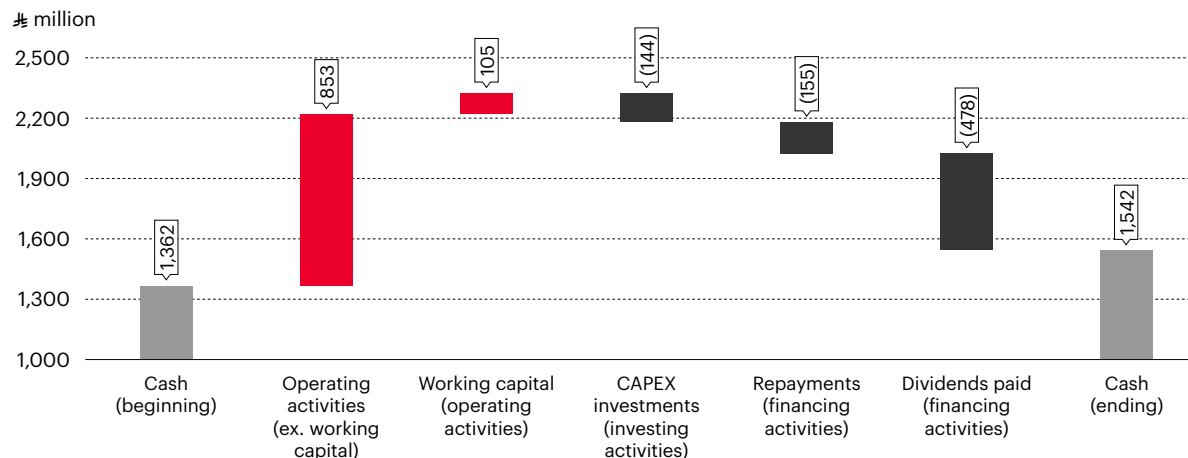 ⃁ million
2,500
2,200
1,900
1,600
1,300
1,000
1,362
853
105
(144)
(155)
(478)
1,542
Cash
(beginning)
Operating
activities
(ex. working
capital)
Working capital
(operating
activities)
CAPEX
investments
(investing
activities)
Repayments
(financing
activities)
Dividends paid
(financing
activities)
Cash
(ending)